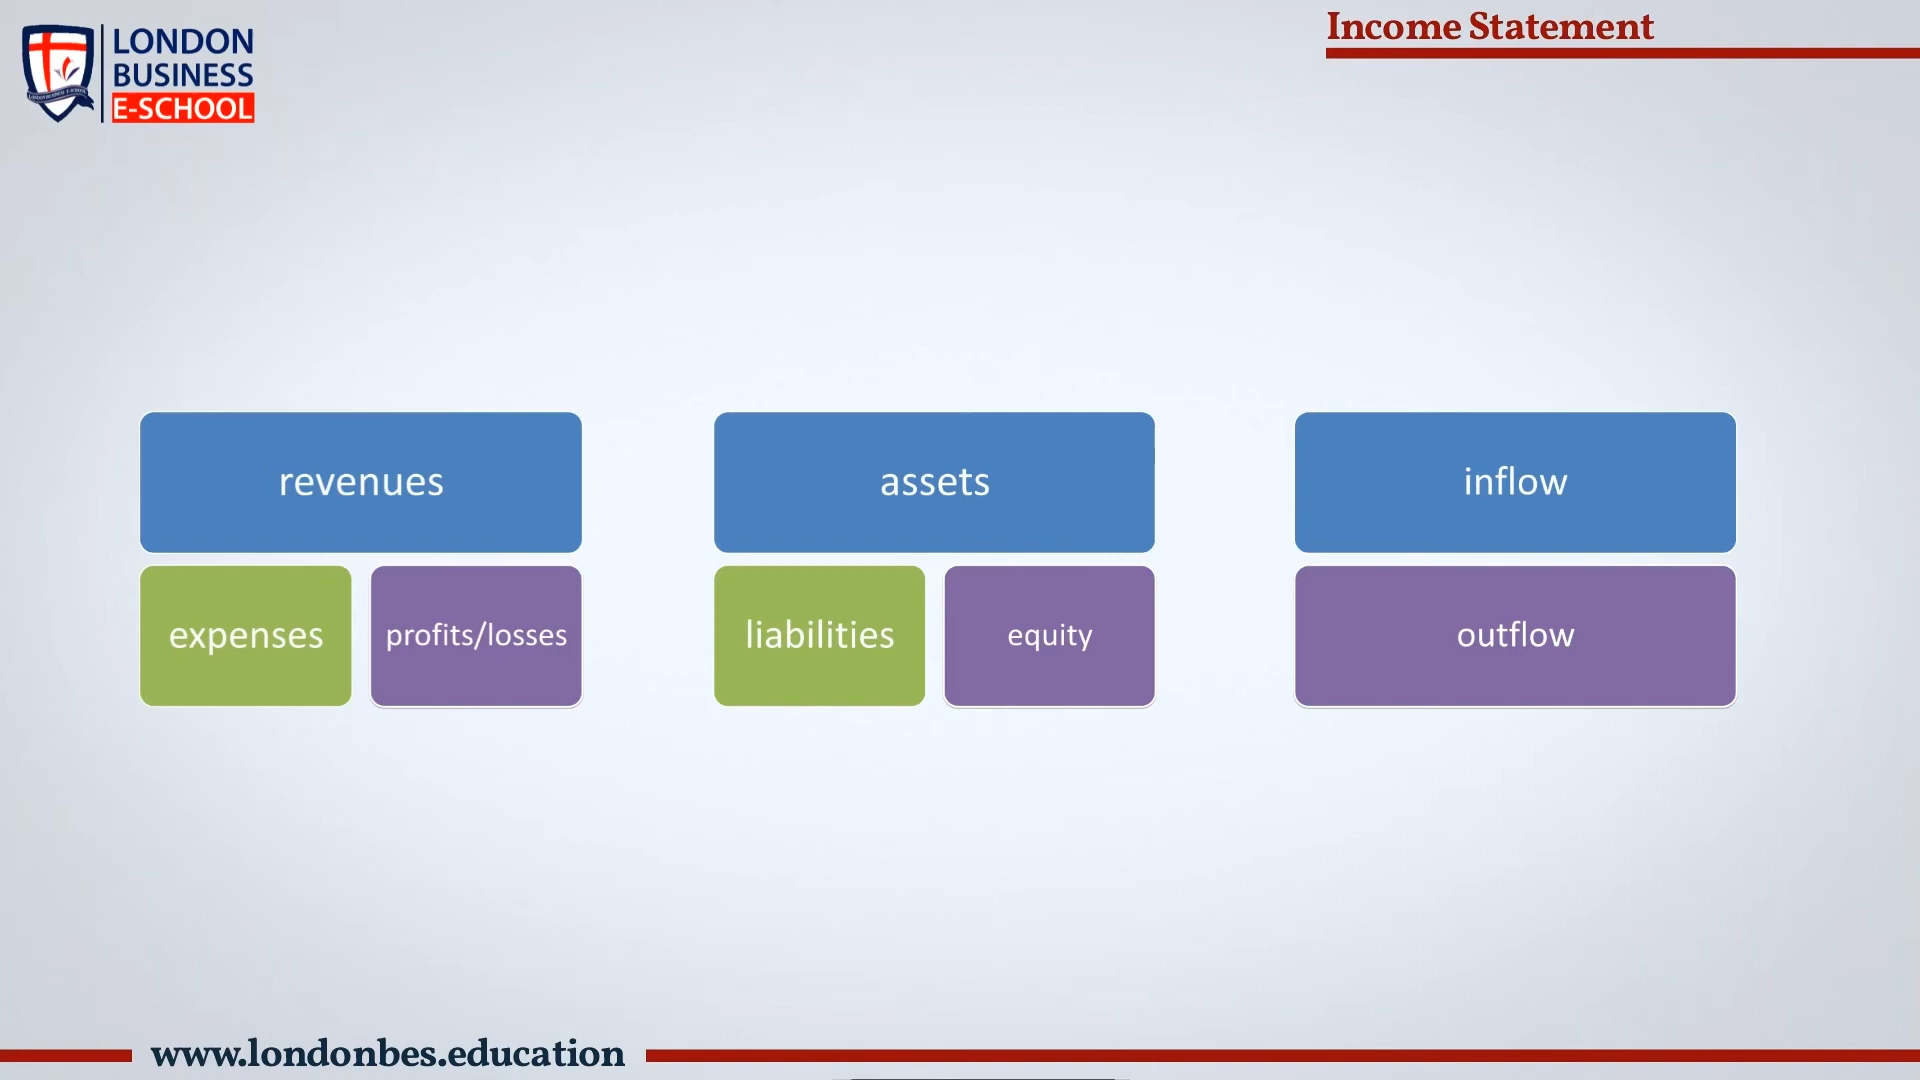 LONDON
BUSINESS
E-SCHOOL
Income Statement
revenues
expenses
profits/losses
assets
liabilities
equity
inflow
outflow
www.londonbes.education